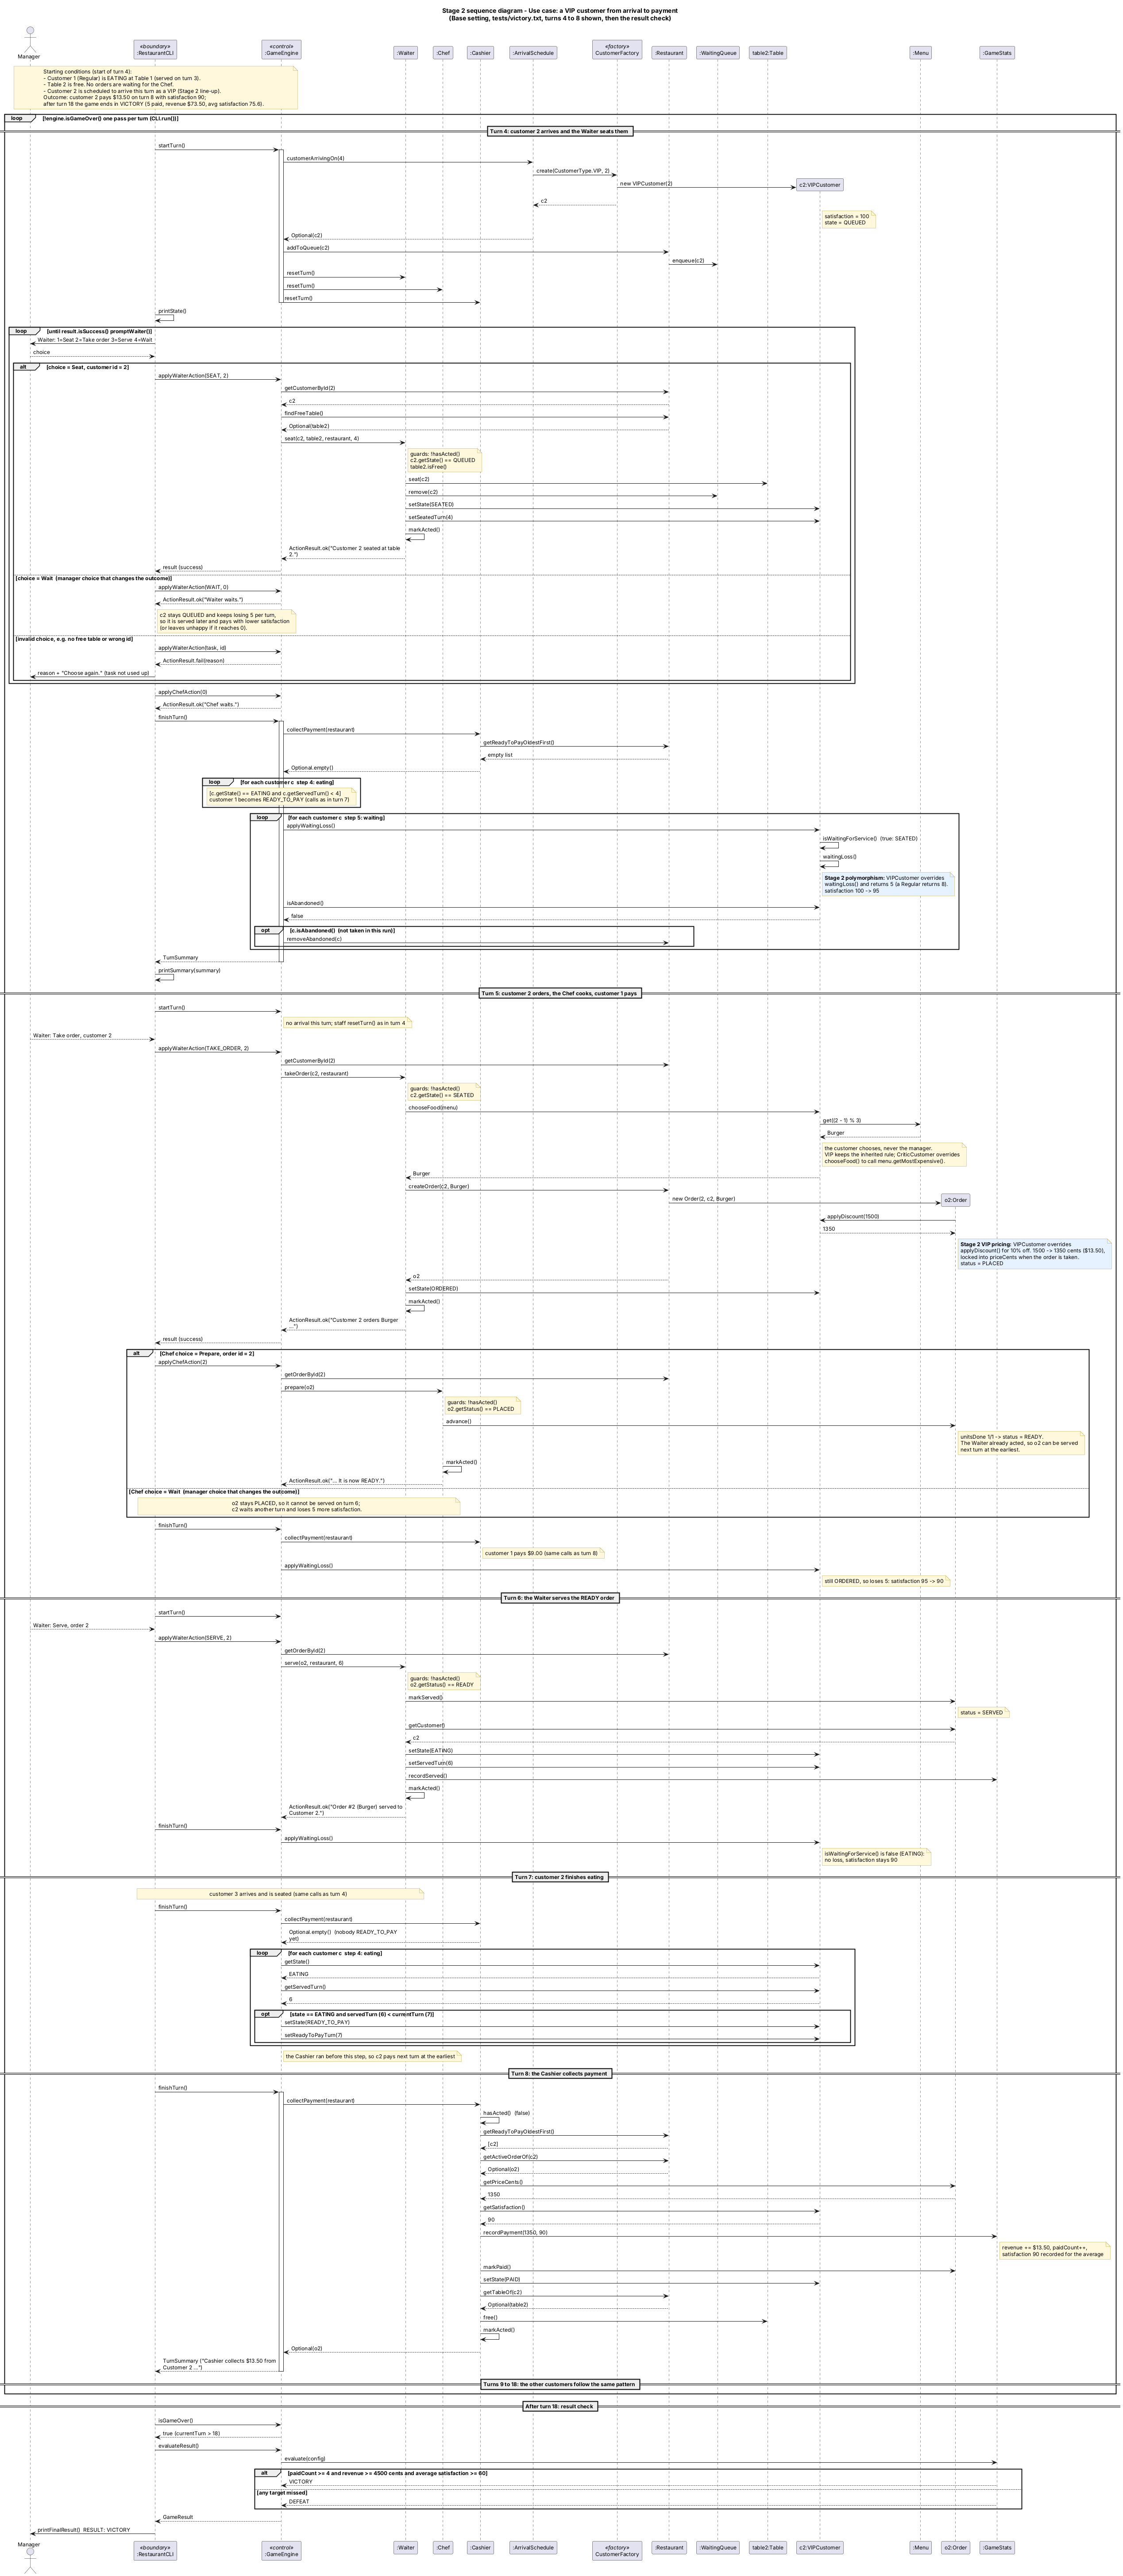 Stage 2 sequence diagram - Use case: a VIP customer from arrival to payment
(Base setting, tests/victory.txt, turns 4 to 8 shown, then the result check)
Manager
«boundary»
:RestaurantCLI
«control»
:GameEngine
:Waiter
:Chef
:Cashier
:ArrivalSchedule
«factory»
CustomerFactory
:Restaurant
:WaitingQueue
table2:Table
:Menu
:GameStats
Starting conditions (start of turn 4):
- Customer 1 (Regular) is EATING at Table 1 (served on turn 3).
- Table 2 is free. No orders are waiting for the Chef.
- Customer 2 is scheduled to arrive this turn as a VIP (Stage 2 line-up).
Outcome: customer 2 pays $13.50 on turn 8 with satisfaction 90;
after turn 18 the game ends in VICTORY (5 paid, revenue $73.50, avg satisfaction 75.6).
loop [!engine.isGameOver() one pass per turn (CLI.run())]
Turn 4: customer 2 arrives and the Waiter seats them
startTurn()
customerArrivingOn(4)
create(CustomerType.VIP, 2)
new VIPCustomer(2)
c2:VIPCustomer
c2
satisfaction = 100
state = QUEUED
Optional(c2)
addToQueue(c2)
enqueue(c2)
resetTurn()
resetTurn()
resetTurn()
printState()
loop [until result.isSuccess() promptWaiter()]
Waiter: 1=Seat 2=Take order 3=Serve 4=Wait
choice
alt [choice = Seat, customer id = 2]
applyWaiterAction(SEAT, 2)
getCustomerById(2)
c2
findFreeTable()
Optional(table2)
seat(c2, table2, restaurant, 4)
guards: !hasActed()
c2.getState() == QUEUED
table2.isFree()
seat(c2)
remove(c2)
setState(SEATED)
setSeatedTurn(4)
markActed()
ActionResult.ok("Customer 2 seated at table
2.")
result (success)
[choice = Wait (manager choice that changes the outcome)]
applyWaiterAction(WAIT, 0)
ActionResult.ok("Waiter waits.")
c2 stays QUEUED and keeps losing 5 per turn,
so it is served later and pays with lower satisfaction
(or leaves unhappy if it reaches 0).
[invalid choice, e.g. no free table or wrong id]
applyWaiterAction(task, id)
ActionResult.fail(reason)
reason + "Choose again." (task not used up)
applyChefAction(0)
ActionResult.ok("Chef waits.")
finishTurn()
collectPayment(restaurant)
getReadyToPayOldestFirst()
empty list
Optional.empty()
loop [for each customer c step 4: eating]
[c.getState() == EATING and c.getServedTurn() < 4]
customer 1 becomes READY_TO_PAY (calls as in turn 7)
loop [for each customer c step 5: waiting]
applyWaitingLoss()
isWaitingForService() (true: SEATED)
waitingLoss()
Stage 2 polymorphism: VIPCustomer overrides
waitingLoss() and returns 5 (a Regular returns 8).
satisfaction 100 -> 95
isAbandoned()
false
opt [c.isAbandoned() (not taken in this run)]
removeAbandoned(c)
TurnSummary
printSummary(summary)
Turn 5: customer 2 orders, the Chef cooks, customer 1 pays
startTurn()
no arrival this turn; staff resetTurn() as in turn 4
Waiter: Take order, customer 2
applyWaiterAction(TAKE_ORDER, 2)
getCustomerById(2)
takeOrder(c2, restaurant)
guards: !hasActed()
c2.getState() == SEATED
chooseFood(menu)
get((2 - 1) % 3)
Burger
the customer chooses, never the manager.
VIP keeps the inherited rule; CriticCustomer overrides
chooseFood() to call menu.getMostExpensive().
Burger
createOrder(c2, Burger)
new Order(2, c2, Burger)
o2:Order
applyDiscount(1500)
1350
Stage 2 VIP pricing: VIPCustomer overrides
applyDiscount() for 10% off. 1500 -> 1350 cents ($13.50),
locked into priceCents when the order is taken.
status = PLACED
o2
setState(ORDERED)
markActed()
ActionResult.ok("Customer 2 orders Burger
...")
result (success)
alt [Chef choice = Prepare, order id = 2]
applyChefAction(2)
getOrderById(2)
prepare(o2)
guards: !hasActed()
o2.getStatus() == PLACED
advance()
unitsDone 1/1 -> status = READY.
The Waiter already acted, so o2 can be served
next turn at the earliest.
markActed()
ActionResult.ok("... It is now READY.")
[Chef choice = Wait (manager choice that changes the outcome)]
o2 stays PLACED, so it cannot be served on turn 6;
c2 waits another turn and loses 5 more satisfaction.
finishTurn()
collectPayment(restaurant)
customer 1 pays $9.00 (same calls as turn 8)
applyWaitingLoss()
still ORDERED, so loses 5: satisfaction 95 -> 90
Turn 6: the Waiter serves the READY order
startTurn()
Waiter: Serve, order 2
applyWaiterAction(SERVE, 2)
getOrderById(2)
serve(o2, restaurant, 6)
guards: !hasActed()
o2.getStatus() == READY
markServed()
status = SERVED
getCustomer()
c2
setState(EATING)
setServedTurn(6)
recordServed()
markActed()
ActionResult.ok("Order #2 (Burger) served to
Customer 2.")
finishTurn()
applyWaitingLoss()
isWaitingForService() is false (EATING):
no loss, satisfaction stays 90
Turn 7: customer 2 finishes eating
customer 3 arrives and is seated (same calls as turn 4)
finishTurn()
collectPayment(restaurant)
Optional.empty() (nobody READY_TO_PAY
yet)
loop [for each customer c step 4: eating]
getState()
EATING
getServedTurn()
6
opt [state == EATING and servedTurn (6) < currentTurn (7)]
setState(READY_TO_PAY)
setReadyToPayTurn(7)
the Cashier ran before this step, so c2 pays next turn at the earliest
Turn 8: the Cashier collects payment
finishTurn()
collectPayment(restaurant)
hasActed() (false)
getReadyToPayOldestFirst()
[c2]
getActiveOrderOf(c2)
Optional(o2)
getPriceCents()
1350
getSatisfaction()
90
recordPayment(1350, 90)
revenue += $13.50, paidCount++,
satisfaction 90 recorded for the average
markPaid()
setState(PAID)
getTableOf(c2)
Optional(table2)
free()
markActed()
Optional(o2)
TurnSummary ("Cashier collects $13.50 from
Customer 2 ...")
Turns 9 to 18: the other customers follow the same pattern
After turn 18: result check
isGameOver()
true (currentTurn > 18)
evaluateResult()
evaluate(config)
alt [paidCount >= 4 and revenue >= 4500 cents and average satisfaction >= 60]
VICTORY
[any target missed]
DEFEAT
GameResult
printFinalResult() RESULT: VICTORY
Manager
«boundary»
:RestaurantCLI
«control»
:GameEngine
:Waiter
:Chef
:Cashier
:ArrivalSchedule
«factory»
CustomerFactory
:Restaurant
:WaitingQueue
table2:Table
c2:VIPCustomer
:Menu
o2:Order
:GameStats